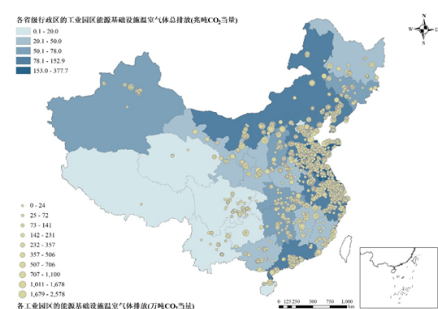 各省级行政区的工业园区能源基础设施温室气体总排放(兆吨CO₂当量)
0.1 - 20.0
20.1 - 50.0
50.1 - 78.0
78.1 - 152.9
153.0 - 377.7
N
0 - 24
25 - 72
73 - 141
142 - 231
232 - 357
357 - 506
507 - 706
707 - 1,100
1,011 - 1,678
1,679 - 2,578
0 125 250 500 750 1,000
各工业园区的能源基础设施温室气体排放(万吨CO₂当量)